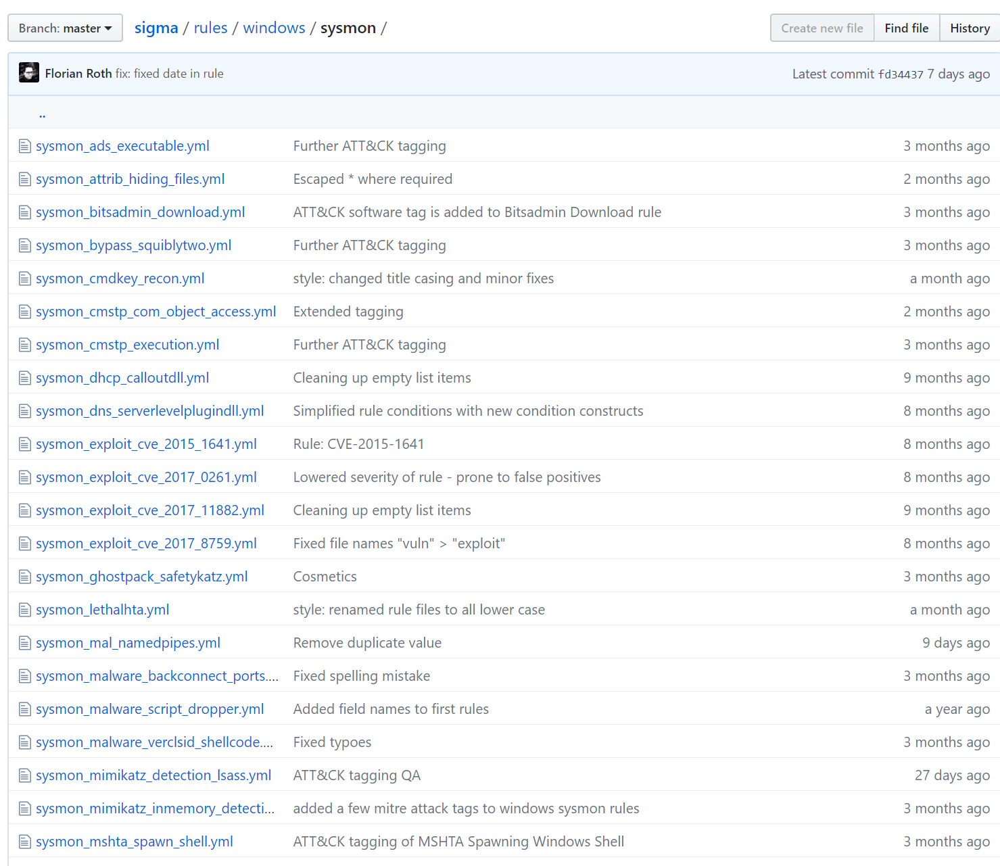 Branch: master sigma / rules / windows / sysmon / Create new file Find file History
Florian Roth fix: fixed date in rule Latest commit fd34437 7 days ago
..
sysmon_ads_executable.yml Further ATT&CK tagging 3 months ago
sysmon_attrib_hiding_files.yml Escaped * where required 2 months ago
sysmon_bitsadmin_download.yml ATT&CK software tag is added to Bitsadmin Download rule 3 months ago
sysmon_bypass_squiblytwo.yml Further ATT&CK tagging 3 months ago
sysmon_cmdkey_recon.yml style: changed title casing and minor fixes a month ago
sysmon_cmstp_com_object_access.yml Extended tagging 2 months ago
sysmon_cmstp_execution.yml Further ATT&CK tagging 3 months ago
sysmon_dhcp_calloutdll.yml Cleaning up empty list items 9 months ago
sysmon_dns_serverlevelplugindll.yml Simplified rule conditions with new condition constructs 8 months ago
sysmon_exploit_cve_2015_1641.yml Rule: CVE-2015-1641 8 months ago
sysmon_exploit_cve_2017_0261.yml Lowered severity of rule - prone to false positives 8 months ago
sysmon_exploit_cve_2017_11882.yml Cleaning up empty list items 9 months ago
sysmon_exploit_cve_2017_8759.yml Fixed file names "vuln" > "exploit" 8 months ago
sysmon_ghostpack_safetykatz.yml Cosmetics 3 months ago
sysmon_lethalhta.yml style: renamed rule files to all lower case a month ago
sysmon_mal_namedpipes.yml Remove duplicate value 9 days ago
sysmon_malware_backconnect_ports.... Fixed spelling mistake 3 months ago
sysmon_malware_script_dropper.yml Added field names to first rules a year ago
sysmon_malware_verclsid_shellcode.... Fixed typoes 3 months ago
sysmon_mimikatz_detection_lsass.yml ATT&CK tagging QA 27 days ago
sysmon_mimikatz_inmemory_detecti... added a few mitre attack tags to windows sysmon rules 3 months ago
sysmon_mshta_spawn_shell.yml ATT&CK tagging of MSHTA Spawning Windows Shell 3 months ago